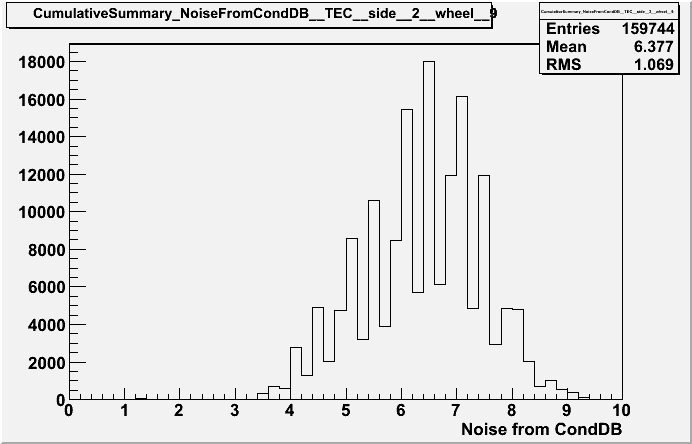 CumulativeSummary_NoiseFromCondDB__TEC__side__2__wheel__9
CumulativeSummary_NoiseFromCondDB__TEC__side__2__wheel__9
Entries 159744
Mean 6.377
RMS 1.069
18000
16000
14000
12000
10000
8000
6000
4000
2000
0
0 1 2 3 4 5 6 7 8 9 10
Noise from CondDB